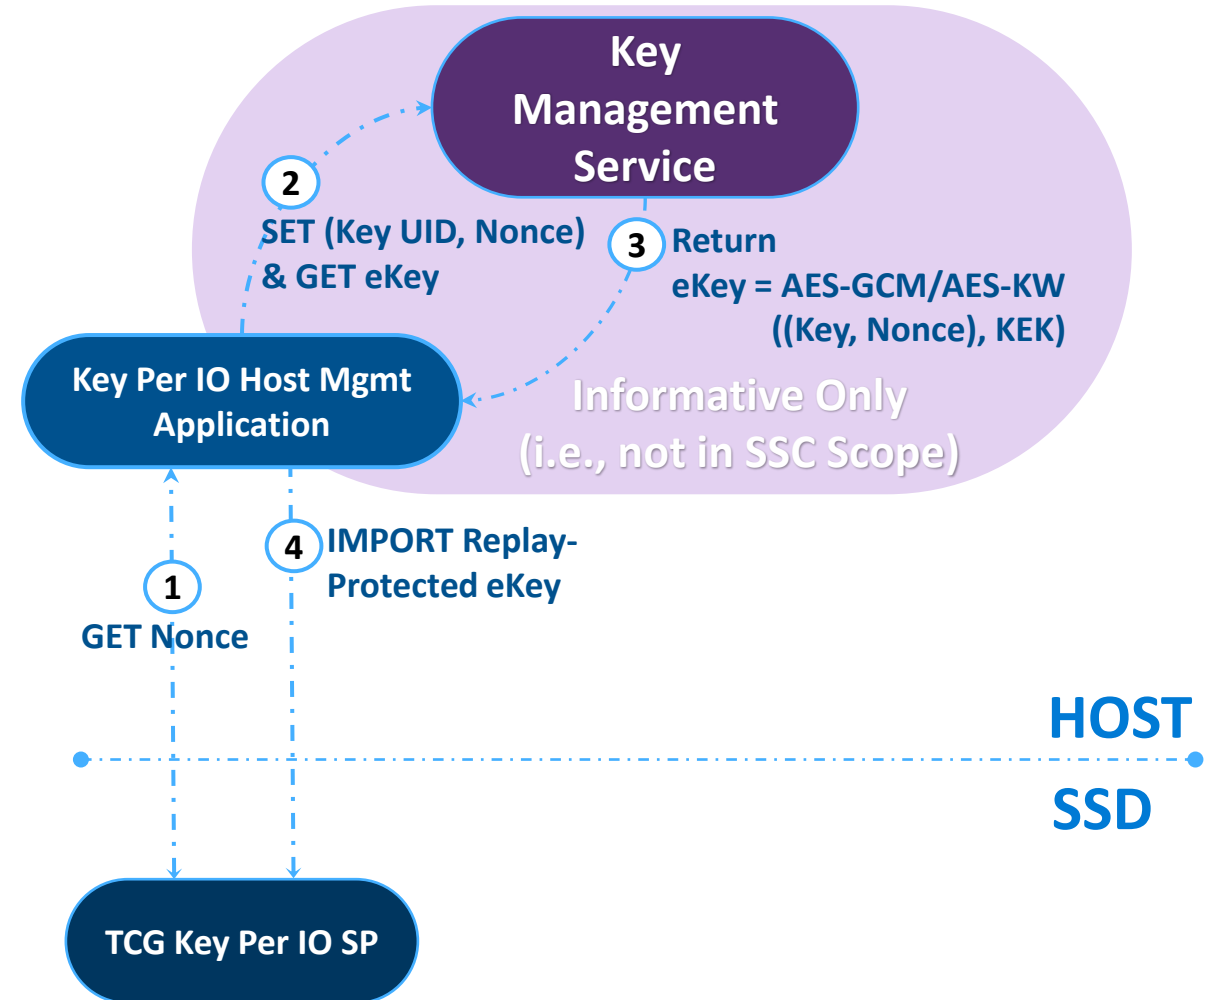 Key
Management
Service
2
SET (Key UID, Nonce)
& GET eKey
3
Return
eKey = AES-GCM/AES-KW
((Key, Nonce), KEK)
Key Per IO Host Mgmt
Application
Informative Only
(i.e., not in SSC Scope)
4
IMPORT Replay-
Protected eKey
1
GET Nonce
HOST
SSD
TCG Key Per IO SP